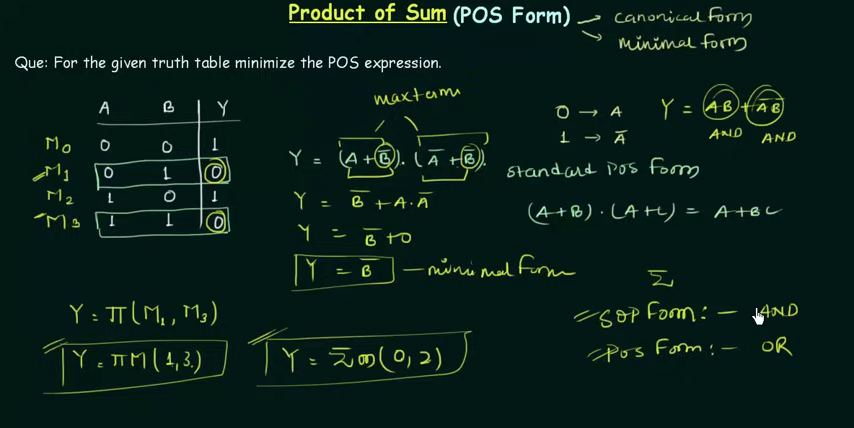 Product of Sum (POS Form) → canonical form
→ minimal form
Que: For the given truth table minimize the POS expression.
A B Y
M₀ 0 0 1
M₁ 0 1 0
M₂ 1 0 1
M₃ 1 1 0
maxterms
Y = (A + B̅) . (A̅ + B̅).
Y = B̅ + A . A̅
Y = B̅ + 0
Y = B̅ — minimal form
0 → A
1 → A̅
Y = AB + A̅B̅
AND AND
standard POS form
(A+B) . (A+C) = A+BC
Σ
SOP Form :— AND
POS Form :— OR
Y = π(M₁, M₃)
Y = πM(1,3)
Y = Σm(0,2)